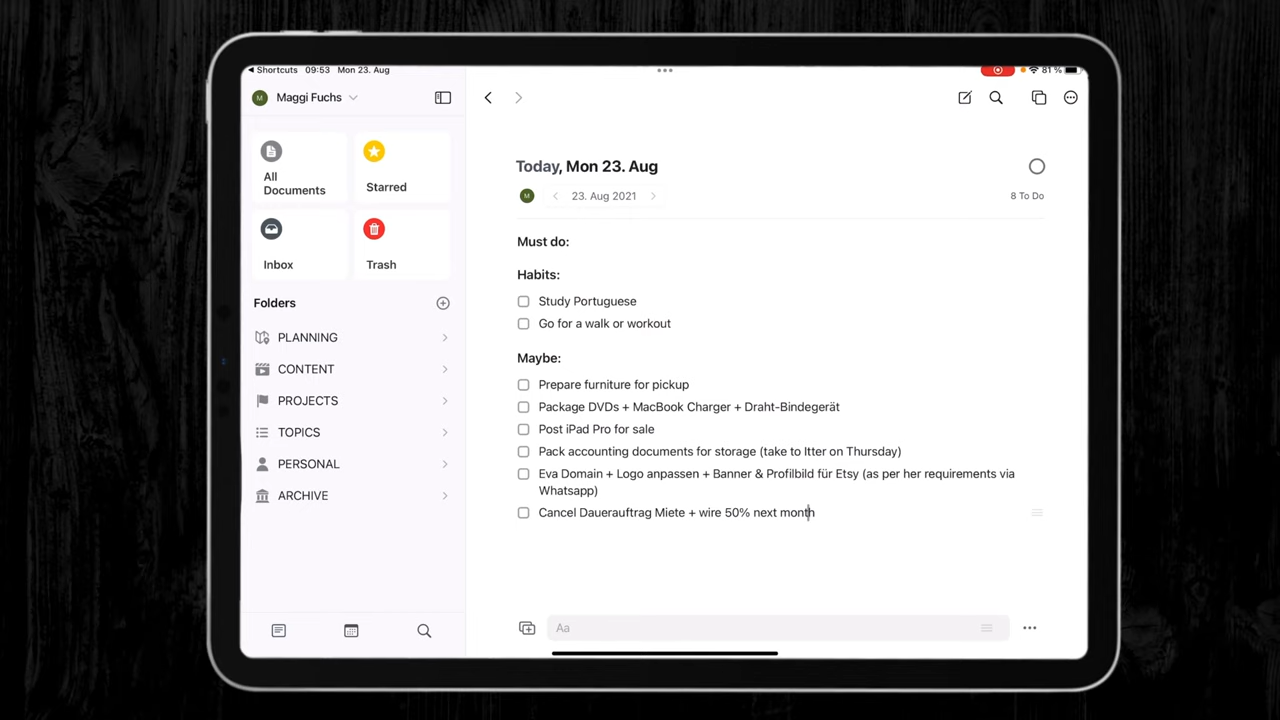 Shortcuts 09:53 Mon 23. Aug
81 %
M Maggi Fuchs
All
Documents
Starred
Inbox
Trash
Folders
PLANNING
CONTENT
PROJECTS
TOPICS
PERSONAL
ARCHIVE
Today, Mon 23. Aug
M 23. Aug 2021
8 To Do
Must do:
Habits:
Study Portuguese
Go for a walk or workout
Maybe:
Prepare furniture for pickup
Package DVDs + MacBook Charger + Draht-Bindegerät
Post iPad Pro for sale
Pack accounting documents for storage (take to Itter on Thursday)
Eva Domain + Logo anpassen + Banner & Profilbild für Etsy (as per her requirements via
Whatsapp)
Cancel Dauerauftrag Miete + wire 50% next month
Aa